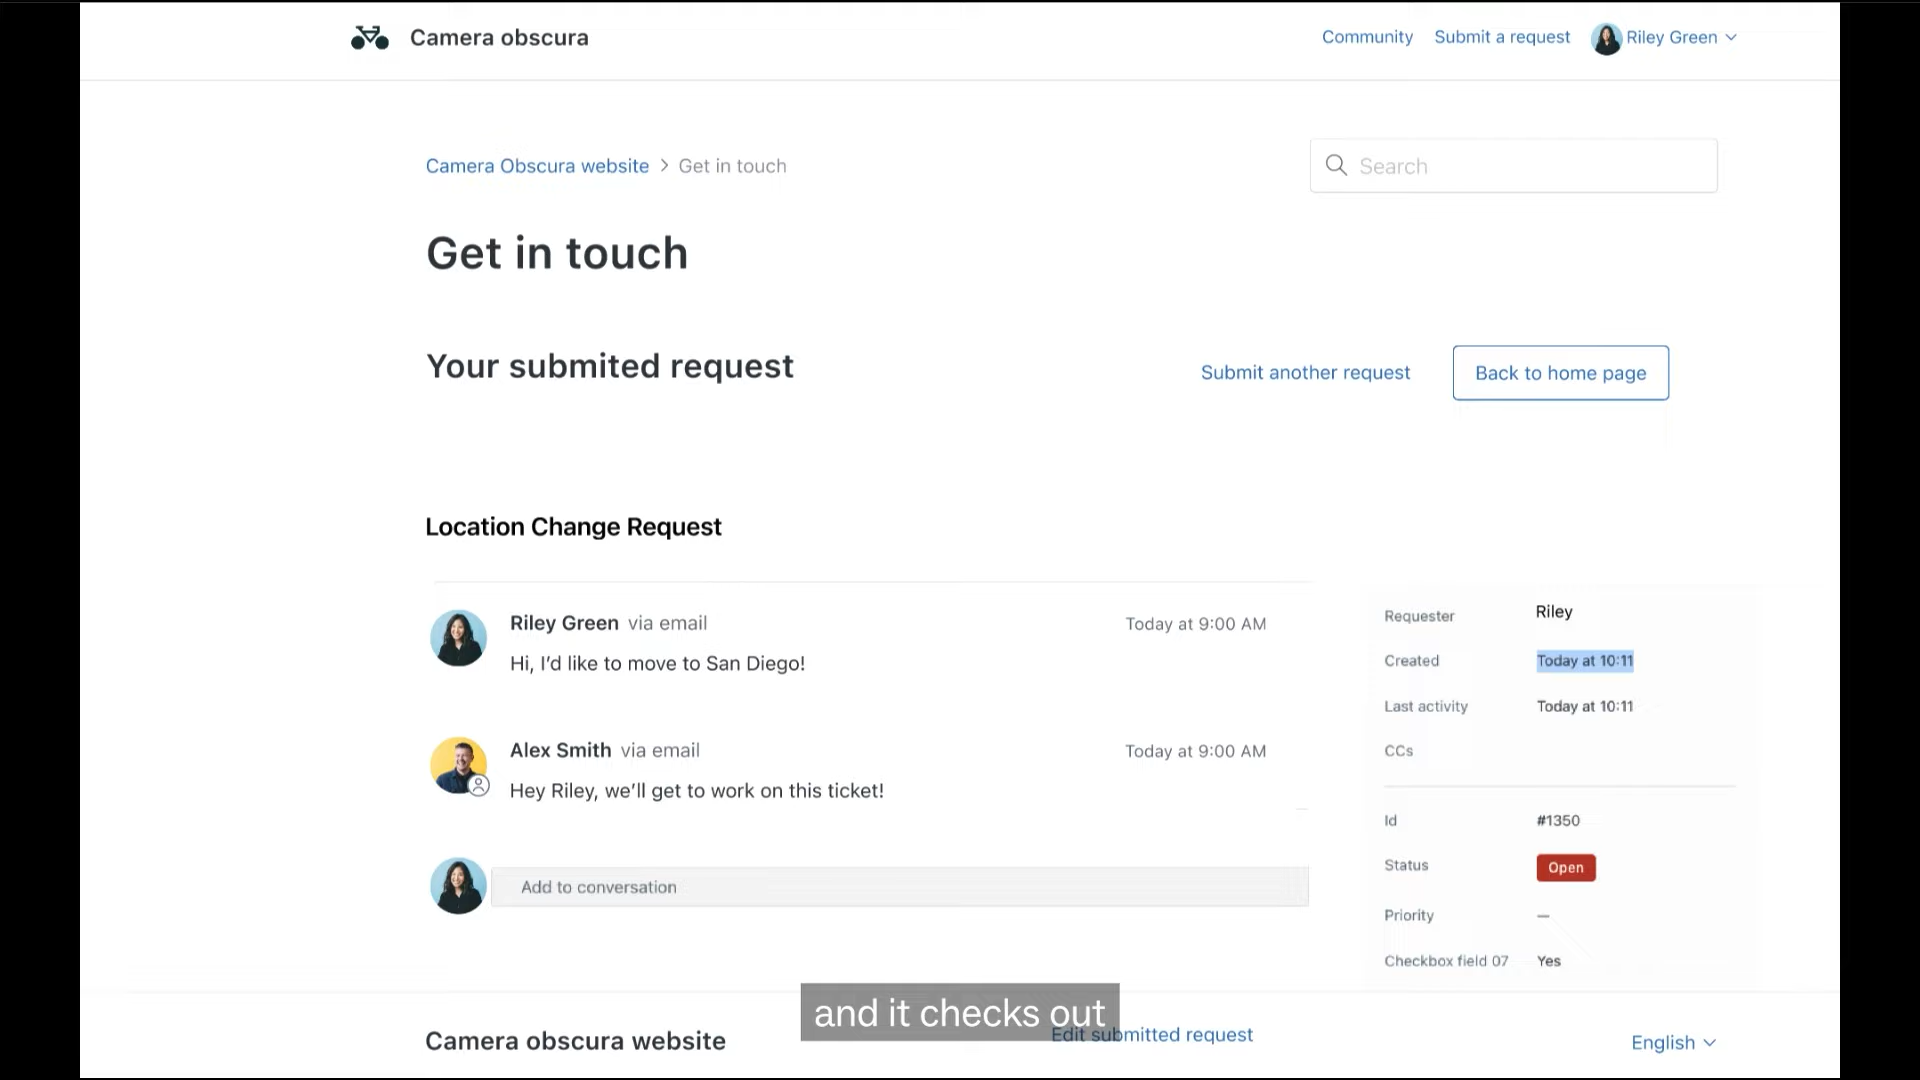 Camera obscura
Community
Submit a request
Riley Green
Camera Obscura website > Get in touch
Search
Get in touch
Your submited request
Submit another request
Back to home page
Location Change Request
Riley Green via email
Today at 9:00 AM
Hi, I’d like to move to San Diego!
Alex Smith via email
Today at 9:00 AM
Hey Riley, we’ll get to work on this ticket!
Add to conversation
Requester Riley
Created Today at 10:11
Last activity Today at 10:11
CCs
Id #1350
Status Open
Priority —
Checkbox field 07 Yes
and it checks out
Camera obscura website
Edit submitted request
English